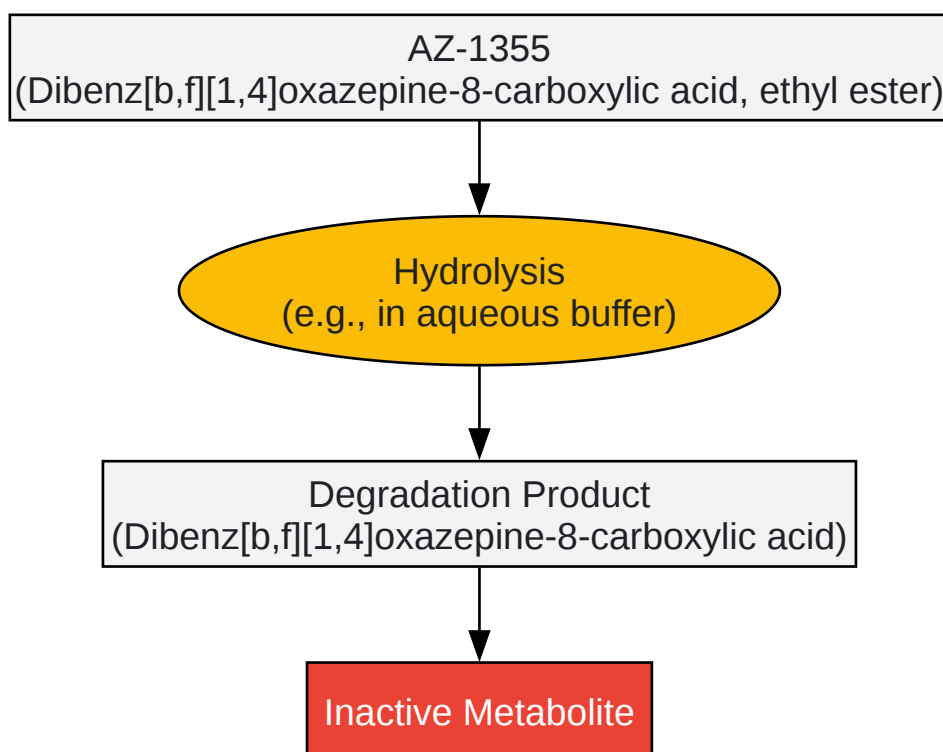 AZ-1355
(Dibenz[b,f][1,4]oxazepine-8-carboxylic acid, ethyl ester)
Hydrolysis
(e.g., in aqueous buffer)
Degradation Product
(Dibenz[b,f][1,4]oxazepine-8-carboxylic acid)
Inactive Metabolite